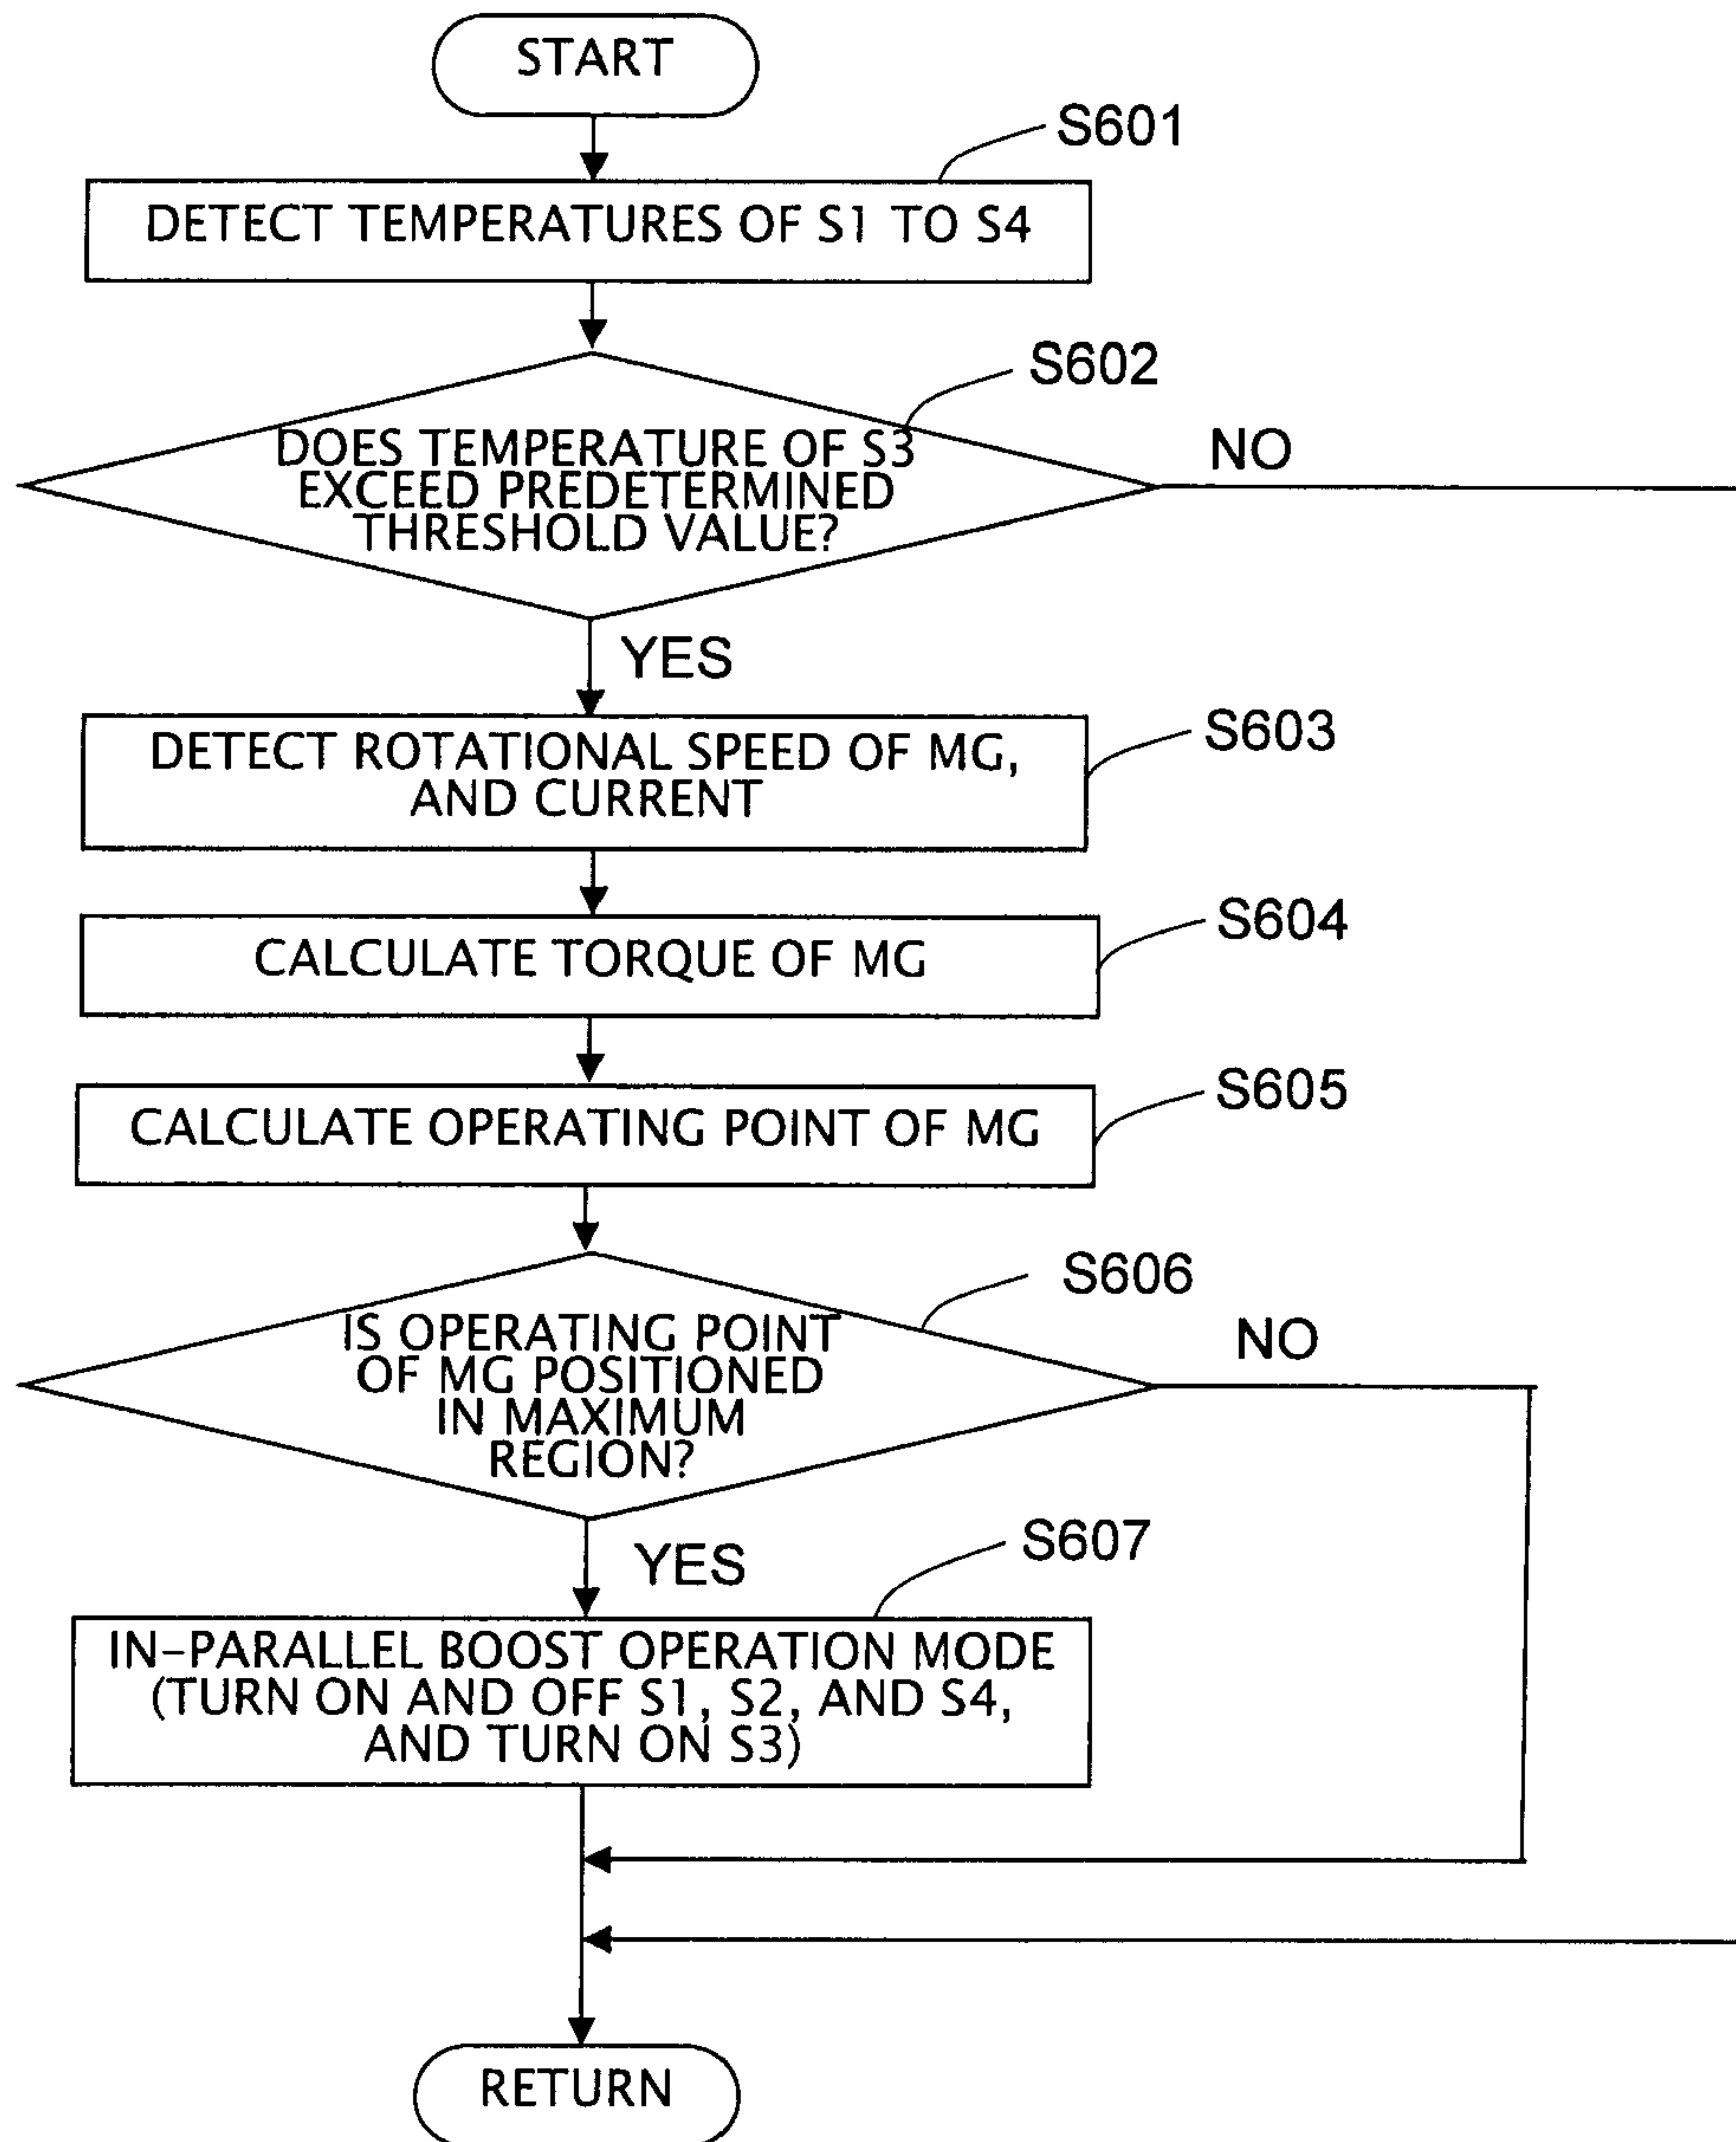 START
S601
DETECT TEMPERATURES OF S1 TO S4
S602
DOES TEMPERATURE OF S3
EXCEED PREDETERMINED
THRESHOLD VALUE?
NO
YES
S603
DETECT ROTATIONAL SPEED OF MG,
AND CURRENT
S604
CALCULATE TORQUE OF MG
S605
CALCULATE OPERATING POINT OF MG
S606
IS OPERATING POINT
OF MG POSITIONED
IN MAXIMUM
REGION?
NO
YES
S607
IN-PARALLEL BOOST OPERATION MODE
(TURN ON AND OFF S1, S2, AND S4,
AND TURN ON S3)
RETURN